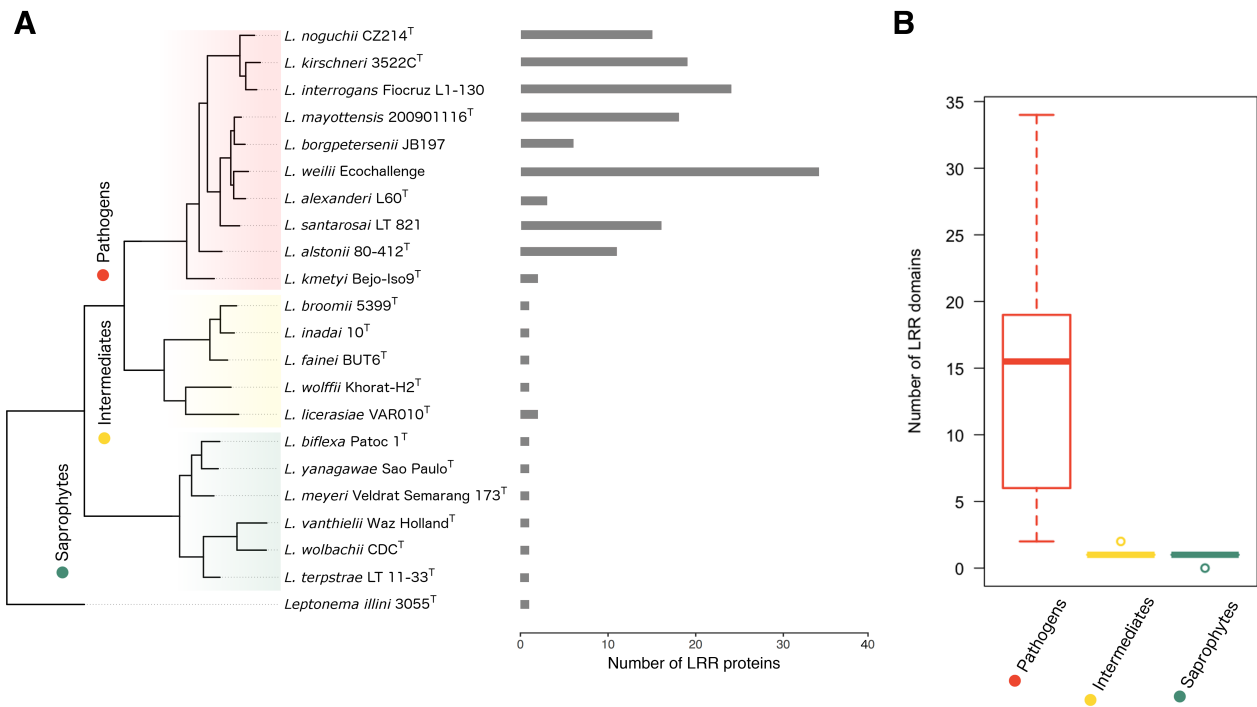 A
L. noguchii CZ214T
L. kirschneri 3522CT
L. interrogans Fiocruz L1-130
L. mayottensis 200901116T
L. borgpetersenii JB197
L. weilii Ecochallenge
L. alexanderi L60T
L. santarosai LT 821
L. alstonii 80-412T
L. kmetyi Bejo-Iso9T
L. broomii 5399T
L. inadai 10T
L. fainei BUT6T
L. wolffii Khorat-H2T
L. licerasiae VAR010T
L. biflexa Patoc 1T
L. yanagawae Sao PauloT
L. meyeri Veldrat Semarang 173T
L. vanthielii Waz HollandT
L. wolbachii CDCT
L. terpstrae LT 11-33T
Leptonema illini 3055T
Pathogens
Intermediates
Saprophytes
0 10 20 30 40
Number of LRR proteins
B
35
30
25
20
15
10
5
0
Number of LRR domains
Pathogens
Intermediates
Saprophytes